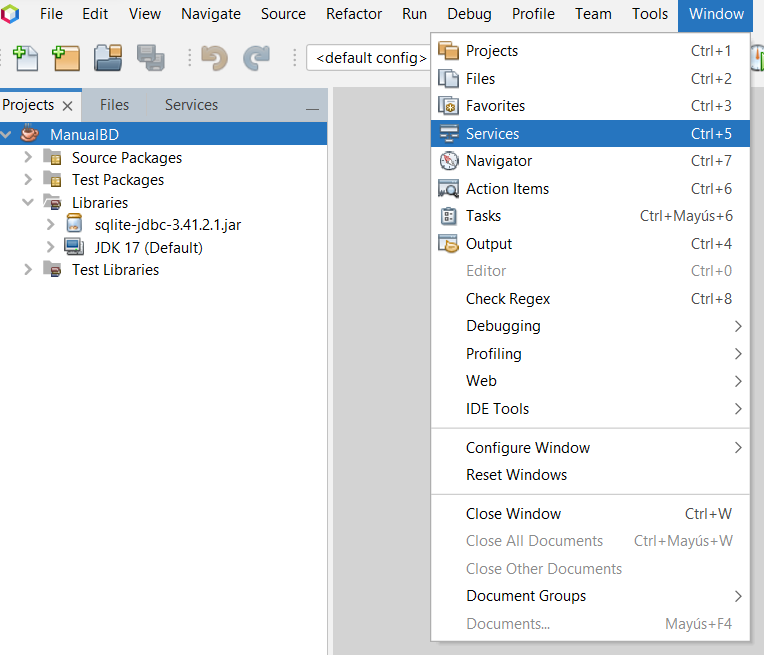 File Edit View Navigate Source Refactor Run Debug Profile Team Tools Window
<default config>
Projects Files Services
ManualBD
Source Packages
Test Packages
Libraries
sqlite-jdbc-3.41.2.1.jar
JDK 17 (Default)
Test Libraries
Projects Ctrl+1
Files Ctrl+2
Favorites Ctrl+3
Services Ctrl+5
Navigator Ctrl+7
Action Items Ctrl+6
Tasks Ctrl+Mayús+6
Output Ctrl+4
Editor Ctrl+0
Check Regex Ctrl+8
Debugging
Profiling
Web
IDE Tools
Configure Window
Reset Windows
Close Window Ctrl+W
Close All Documents Ctrl+Mayús+W
Close Other Documents
Document Groups
Documents... Mayús+F4